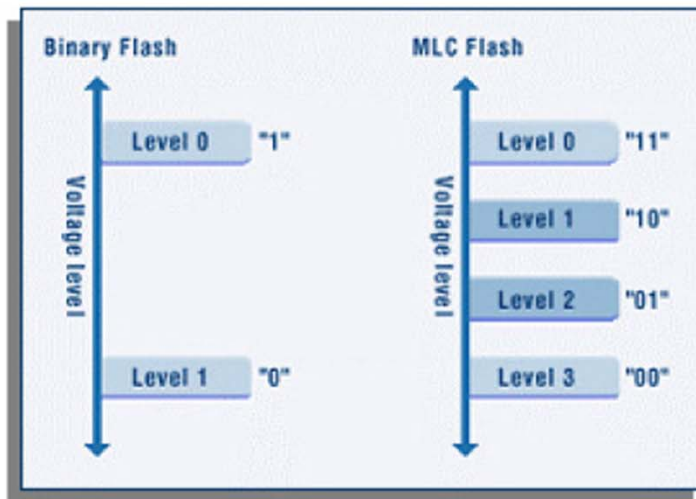 Binary Flash
Voltage level
Level 0 "1"
Level 1 "0"
MLC Flash
Voltage level
Level 0 "11"
Level 1 "10"
Level 2 "01"
Level 3 "00"